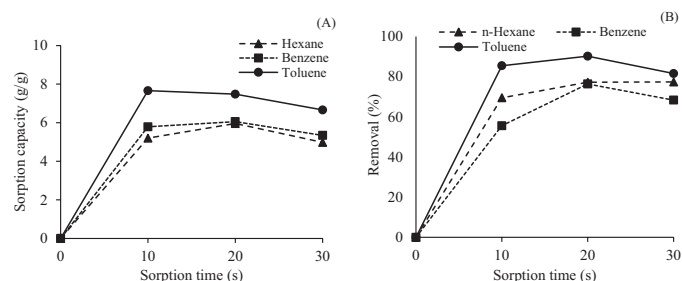 (A)
Hexane
Benzene
Toluene
Sorption capacity (g/g)
10
8
6
4
2
0
0 10 20 30
Sorption time (s)
(B)
n-Hexane Benzene
Toluene
Removal (%)
100
80
60
40
20
0
0 10 20 30
Sorption time (s)